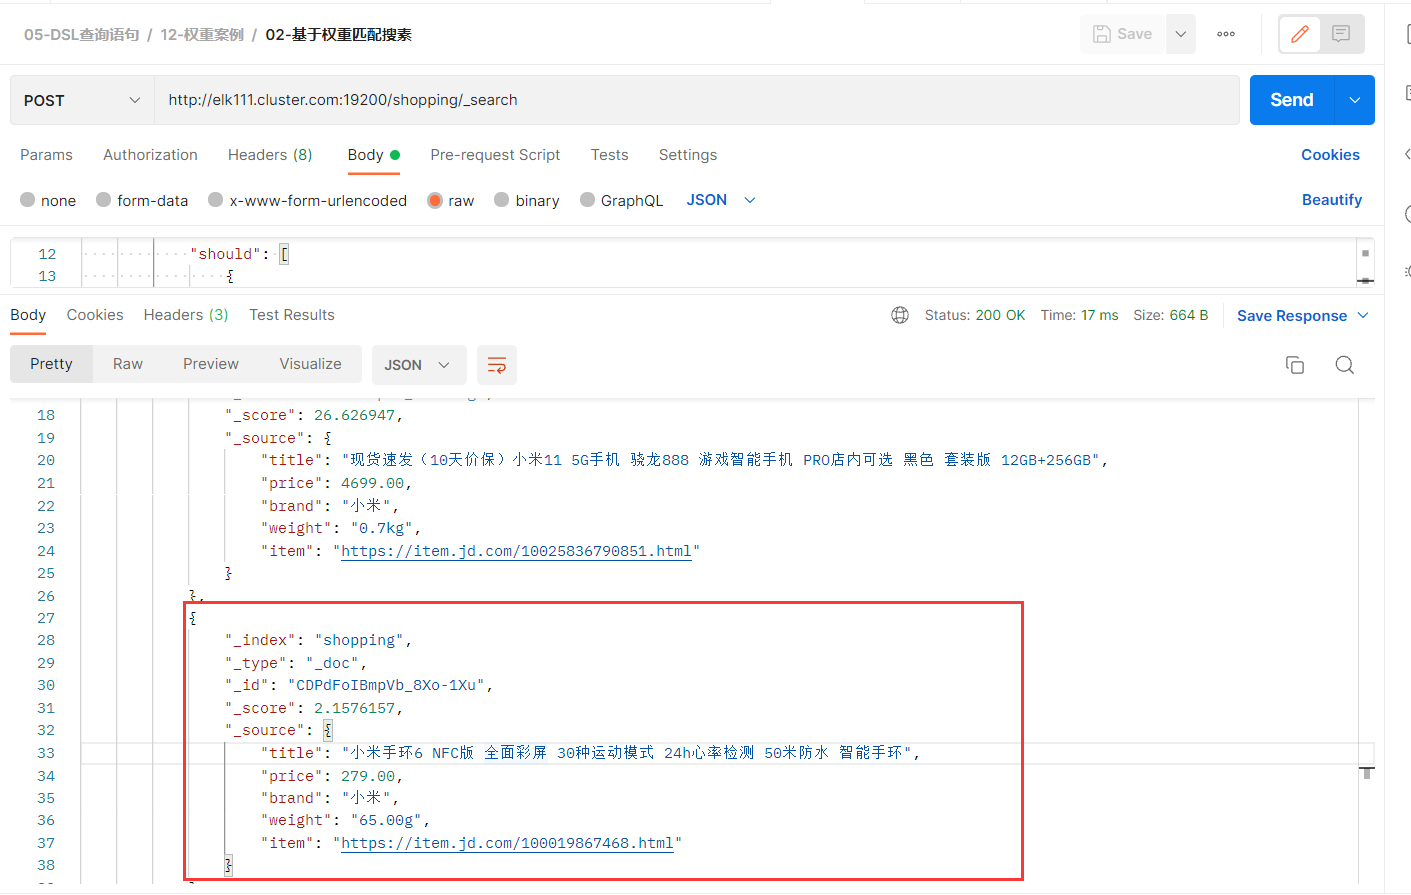 05-DSL查询语句 / 12-权重案例 / 02-基于权重匹配搜素
Save
POST
http://elk111.cluster.com:19200/shopping/_search
Send
Params Authorization Headers (8) Body Pre-request Script Tests Settings Cookies
none form-data x-www-form-urlencoded raw binary GraphQL JSON Beautify
12 "should": [
13 {
Body Cookies Headers (3) Test Results Status: 200 OK Time: 17 ms Size: 664 B Save Response
Pretty Raw Preview Visualize JSON
18 "_score": 26.626947,
19 "_source": {
20 "title": "现货速发（10天价保）小米11 5G手机 骁龙888 游戏智能手机 PRO店内可选 黑色 套装版 12GB+256GB",
21 "price": 4699.00,
22 "brand": "小米",
23 "weight": "0.7kg",
24 "item": "https://item.jd.com/10025836790851.html"
25 }
26 },
27 {
28 "_index": "shopping",
29 "_type": "_doc",
30 "_id": "CDPdFoIBmpVb_8Xo-1Xu",
31 "_score": 2.1576157,
32 "_source": {
33 "title": "小米手环6 NFC版 全面彩屏 30种运动模式 24h心率检测 50米防水 智能手环",
34 "price": 279.00,
35 "brand": "小米",
36 "weight": "65.00g",
37 "item": "https://item.jd.com/100019867468.html"
38 }